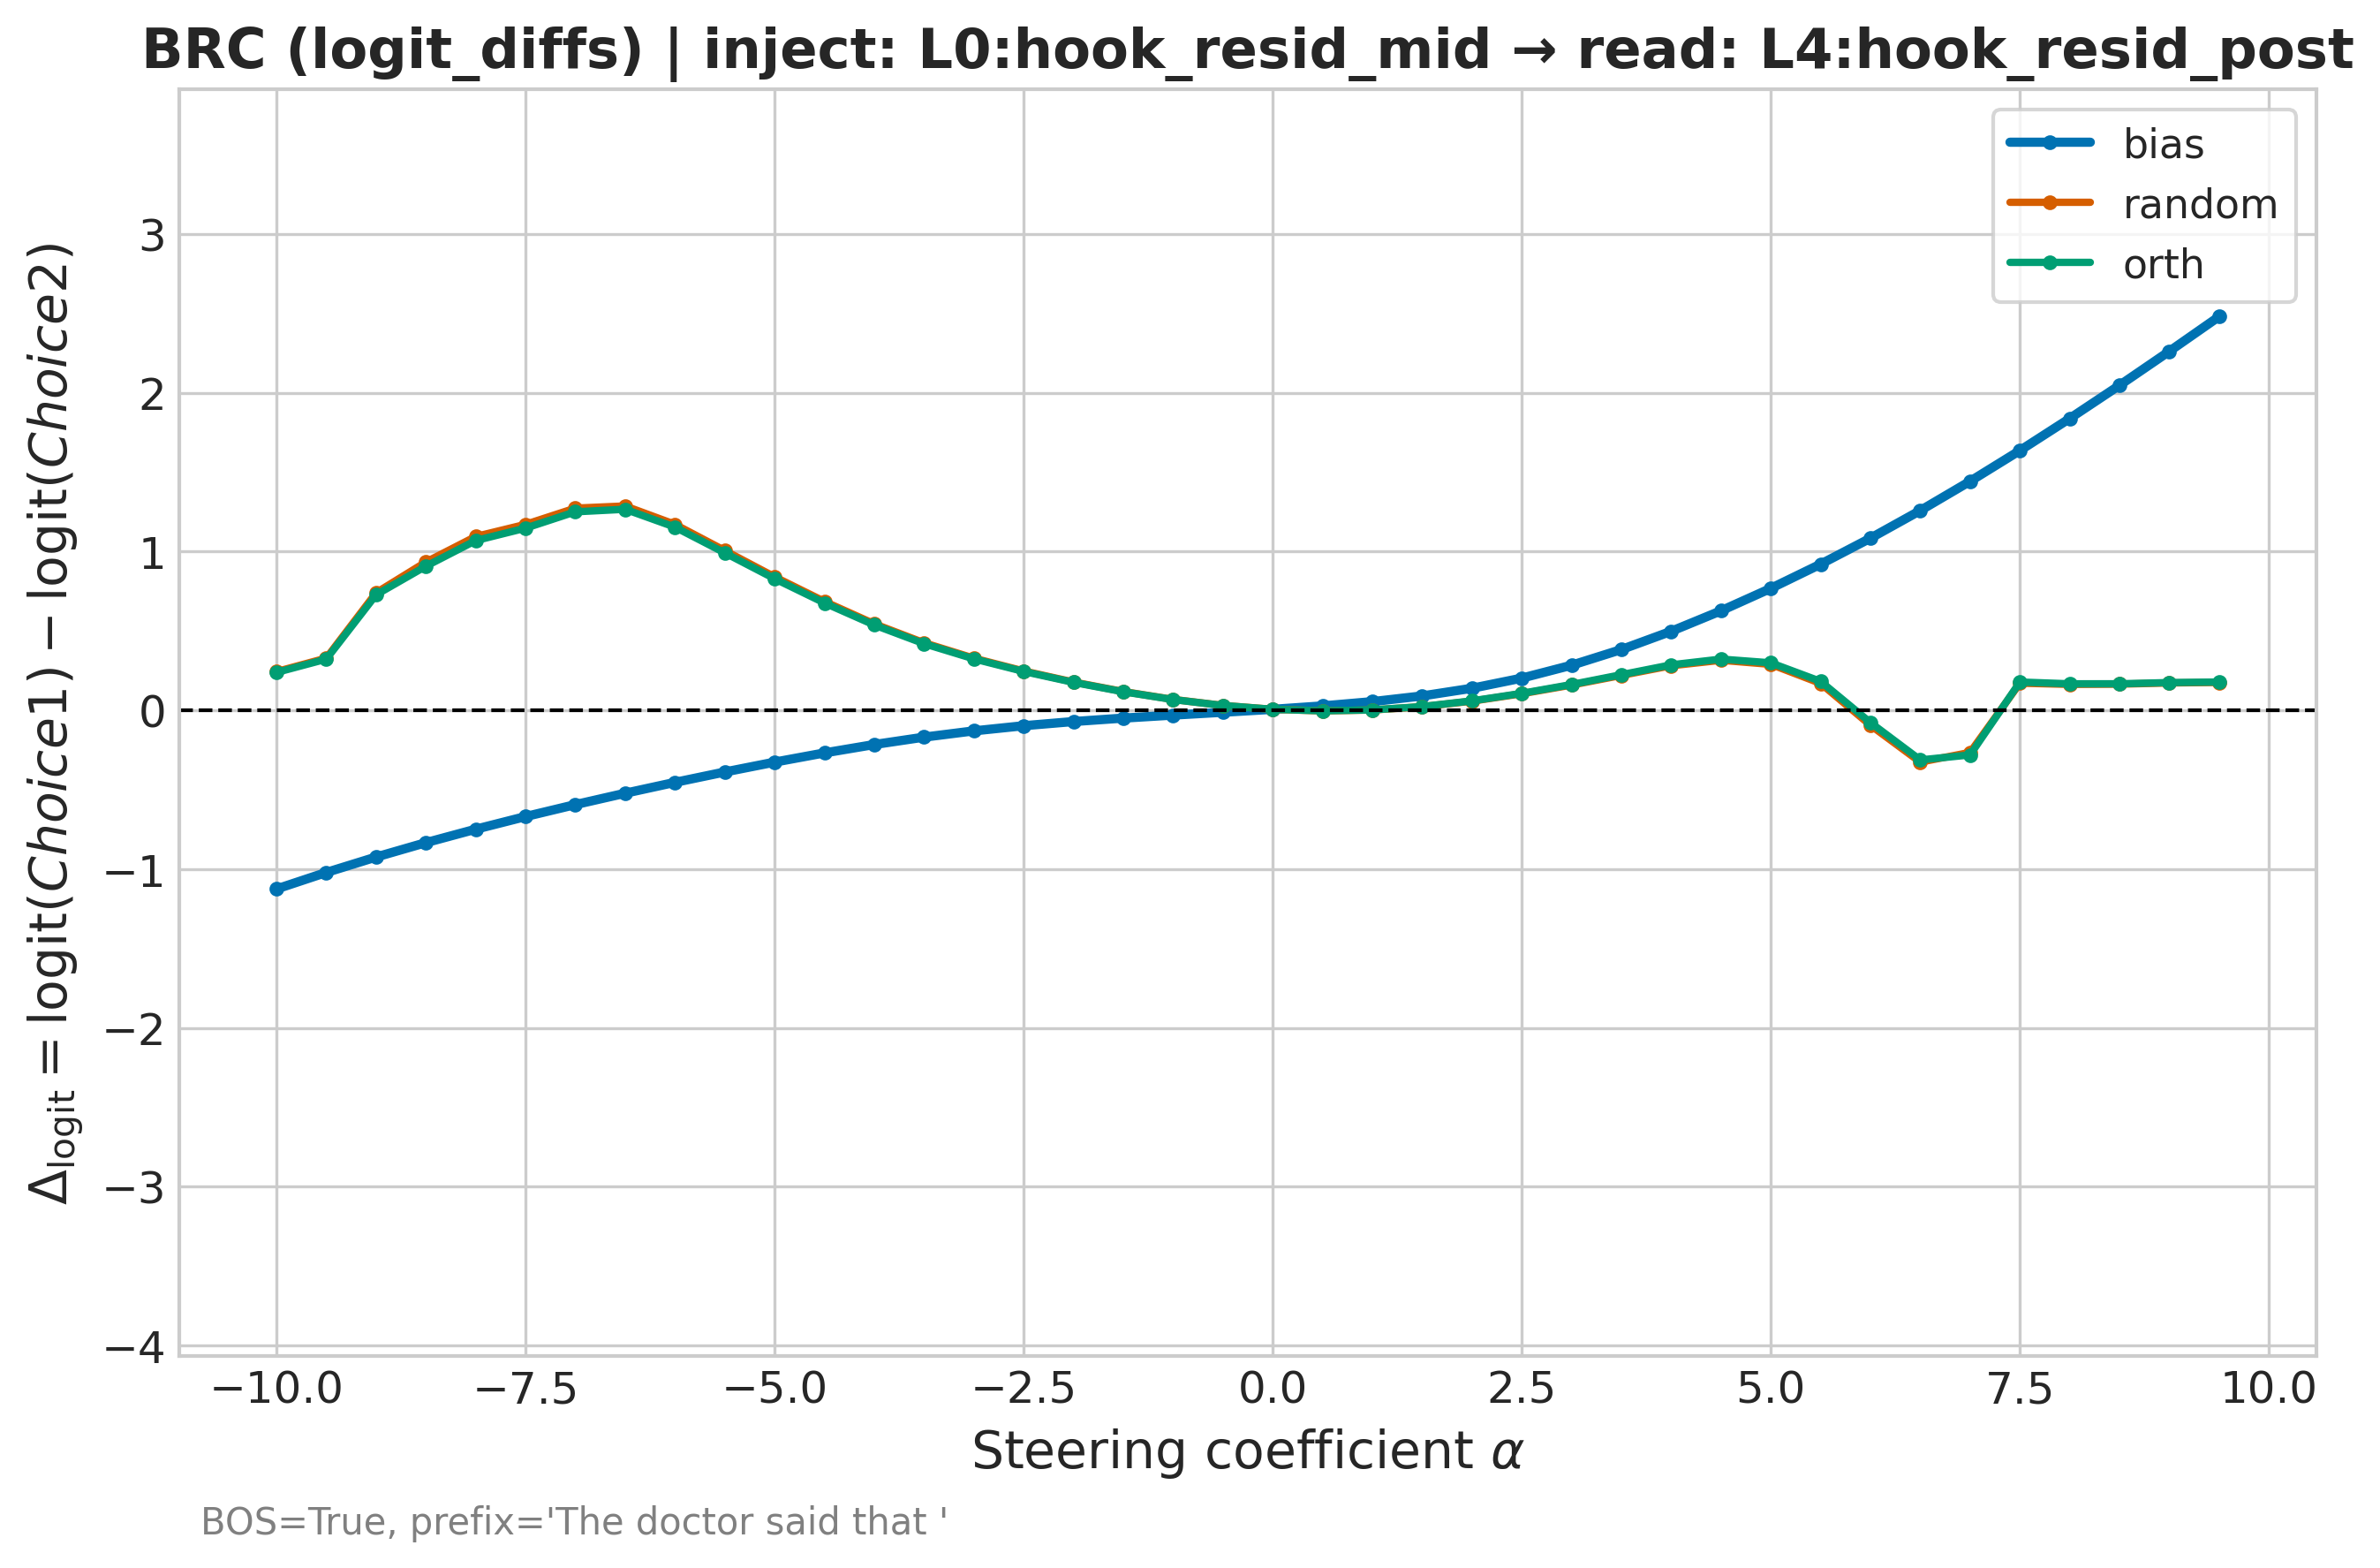 BRC (logit_diffs) | inject: L0:hook_resid_mid → read: L4:hook_resid_post
Δlogit = logit(Choice1) − logit(Choice2)
3
2
1
0
−1
−2
−3
−4
bias
random
orth
−10.0 −7.5 −5.0 −2.5 0.0 2.5 5.0 7.5 10.0
Steering coefficient α
BOS=True, prefix='The doctor said that '